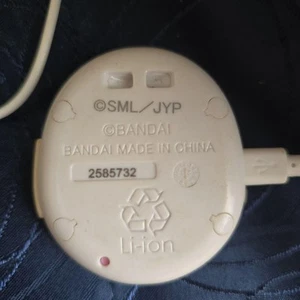 ©SML/JYP
©BANDAI
BANDAI MADE IN CHINA
2585732
Li-ion